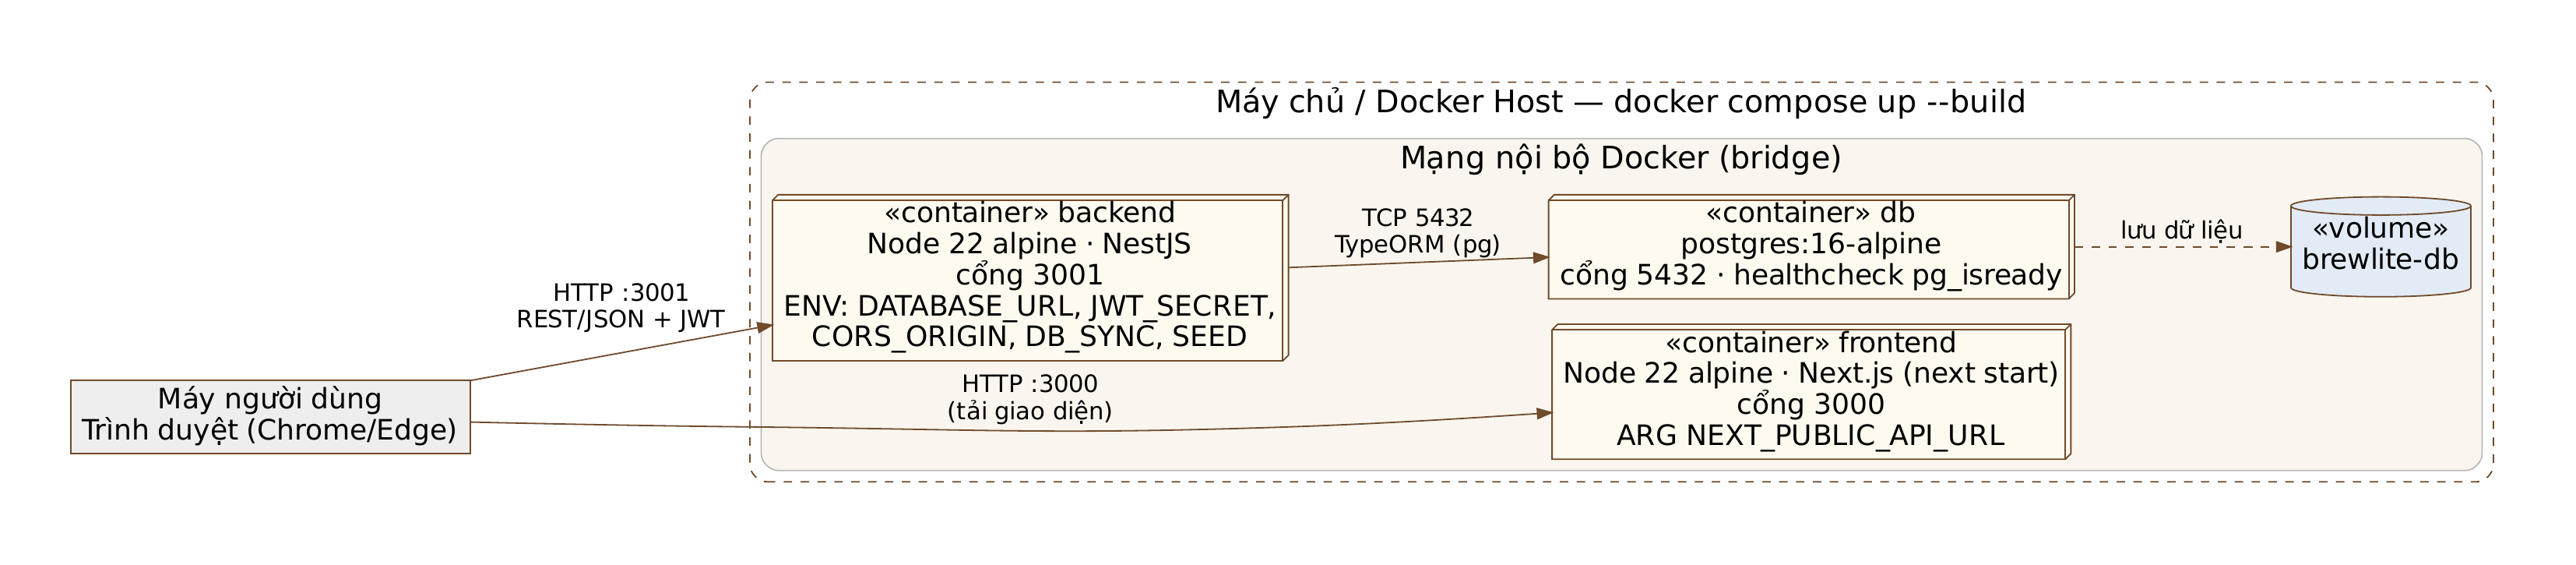 Máy chủ / Docker Host — docker compose up --build
Mạng nội bộ Docker (bridge)
«container» backend
Node 22 alpine · NestJS
cổng 3001
ENV: DATABASE_URL, JWT_SECRET,
CORS_ORIGIN, DB_SYNC, SEED
TCP 5432
TypeORM (pg)
«container» db
postgres:16-alpine
cổng 5432 · healthcheck pg_isready
lưu dữ liệu
«volume»
brewlite-db
HTTP :3001
REST/JSON + JWT
«container» frontend
Node 22 alpine · Next.js (next start)
cổng 3000
ARG NEXT_PUBLIC_API_URL
HTTP :3000
(tải giao diện)
Máy người dùng
Trình duyệt (Chrome/Edge)